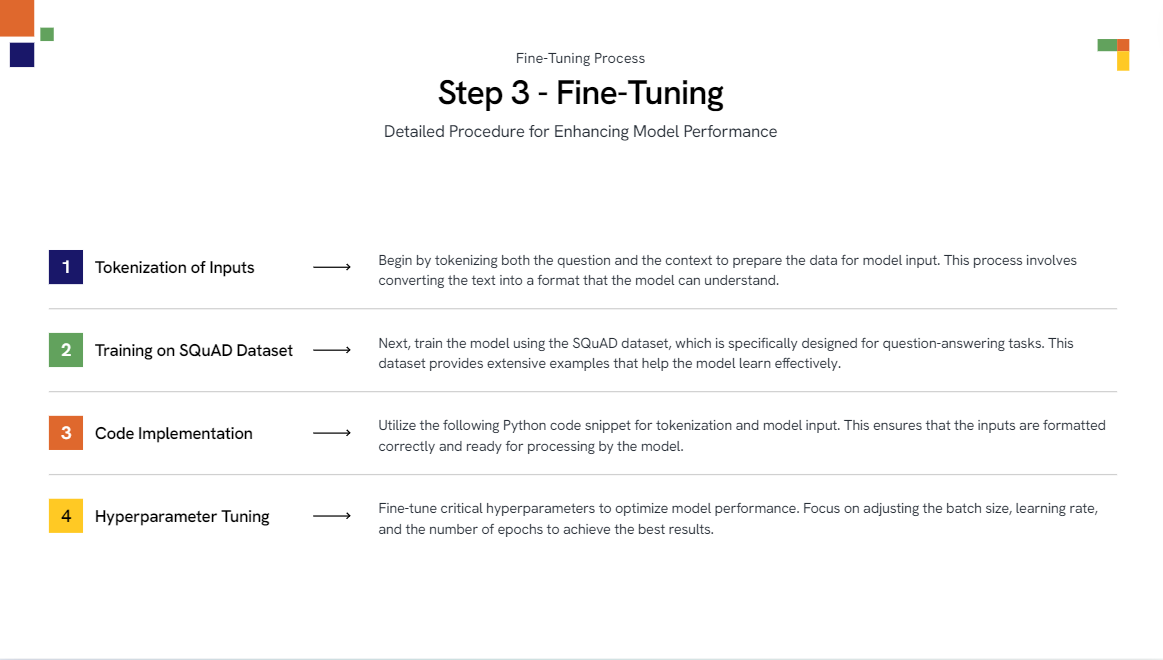 Fine-Tuning Process
Step 3 - Fine-Tuning
Detailed Procedure for Enhancing Model Performance
1
Tokenization of Inputs
Begin by tokenizing both the question and the context to prepare the data for model input. This process involves
converting the text into a format that the model can understand.
2
Training on SQuAD Dataset
Next, train the model using the SQuAD dataset, which is specifically designed for question-answering tasks. This
dataset provides extensive examples that help the model learn effectively.
3
Code Implementation
Utilize the following Python code snippet for tokenization and model input. This ensures that the inputs are formatted
correctly and ready for processing by the model.
4
Hyperparameter Tuning
Fine-tune critical hyperparameters to optimize model performance. Focus on adjusting the batch size, learning rate,
and the number of epochs to achieve the best results.